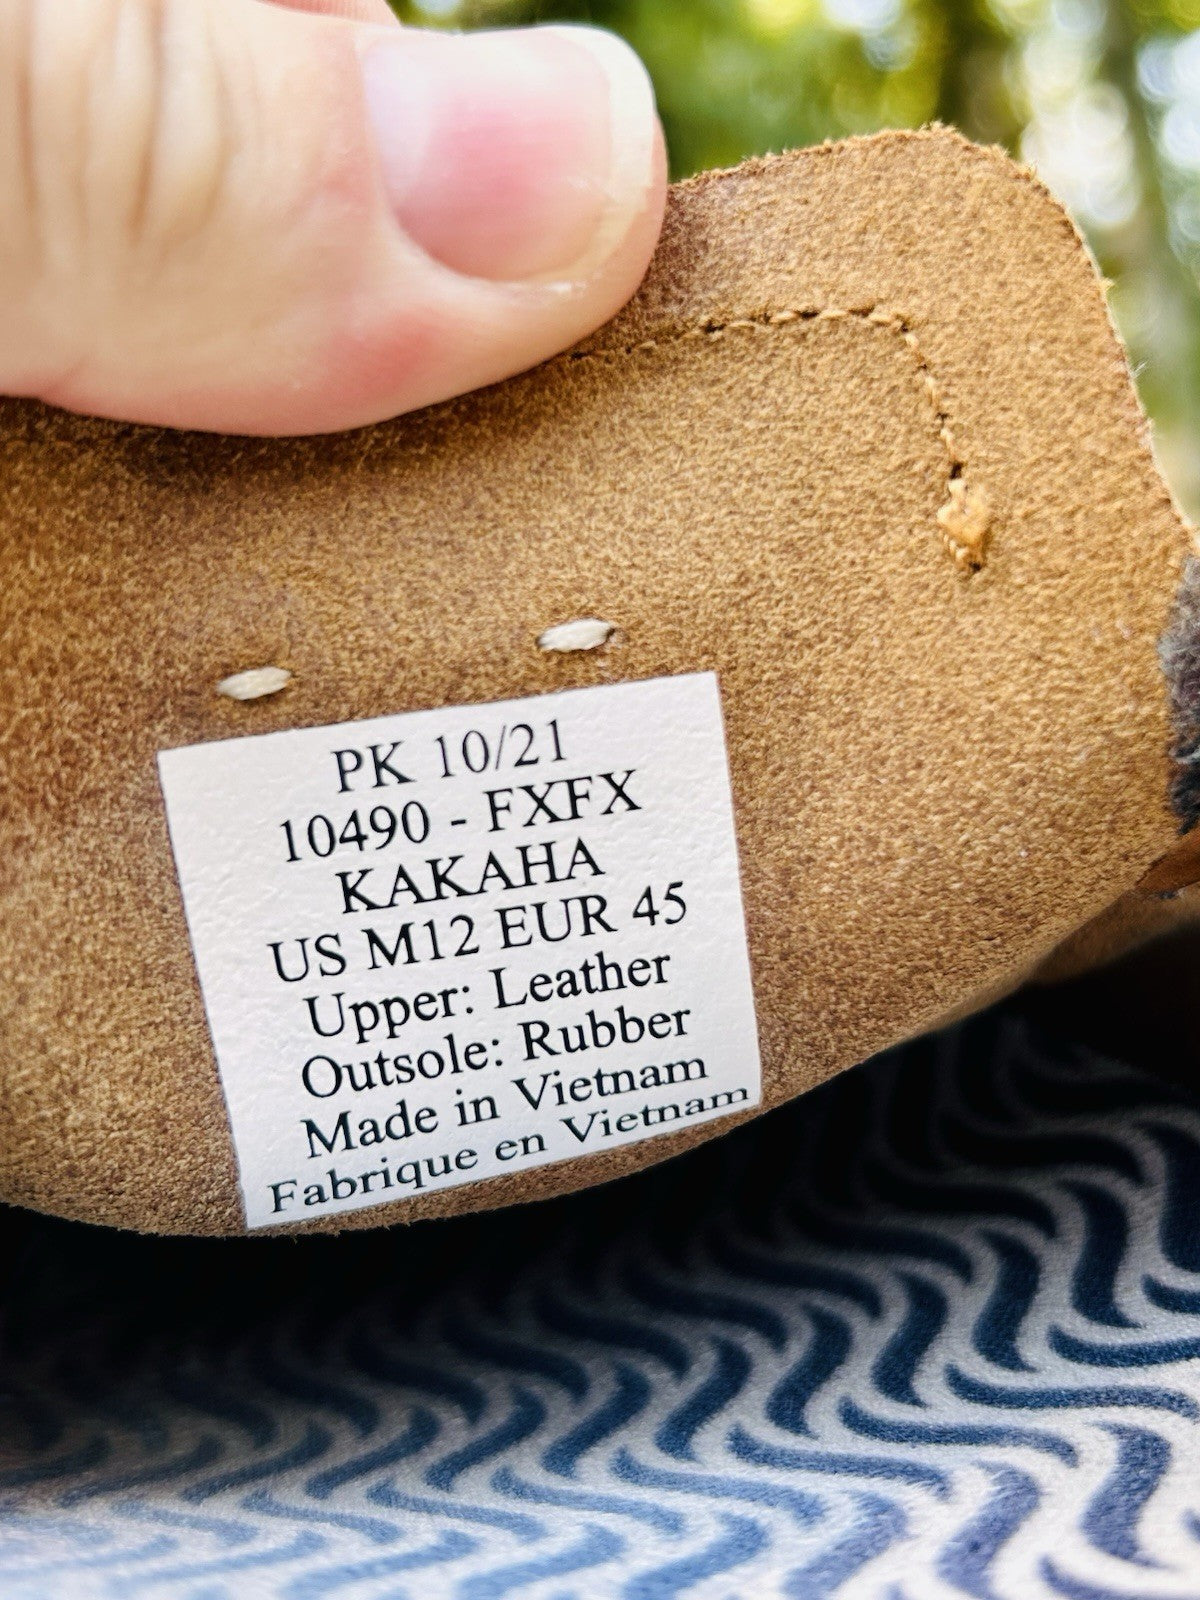 PK 10/21
10490 - FXFX
KAKAHA
US M12 EUR 45
Upper: Leather
Outsole: Rubber
Made in Vietnam
Fabrique en Vietnam